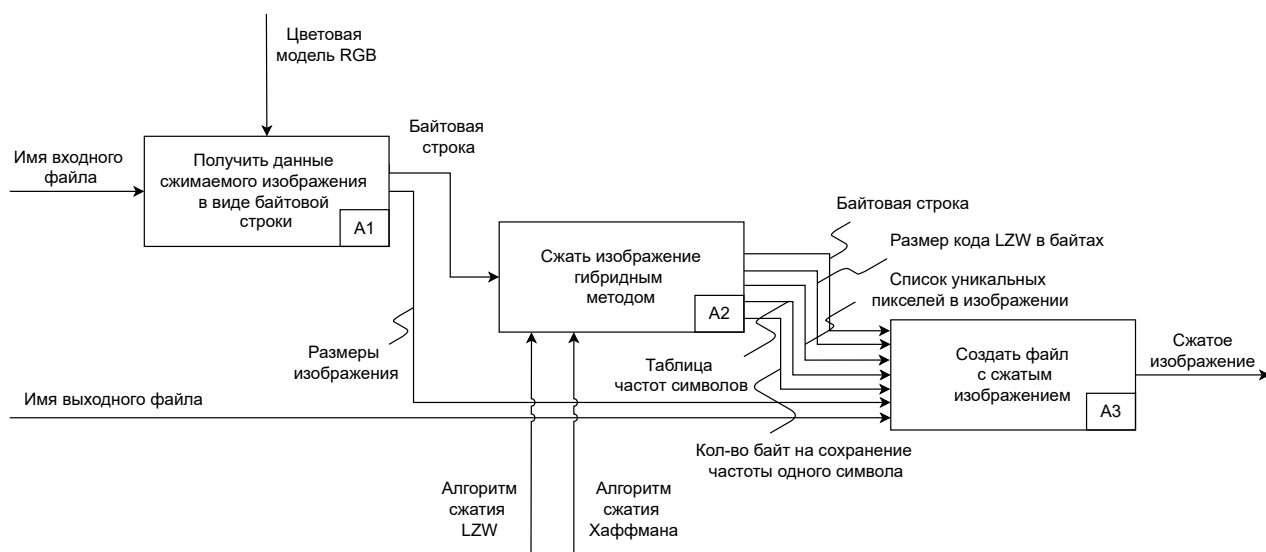 Цветовая
модель RGB
Имя входного
файла
Получить данные
сжимаемого изображения
в виде байтовой
строки
A1
Байтовая
строка
Размеры
изображения
Сжать изображение
гибридным
методом
A2
Байтовая строка
Размер кода LZW в байтах
Список уникальных
пикселей в изображении
Таблица
частот символов
Кол-во байт на сохранение
частоты одного символа
Имя выходного файла
Алгоритм
сжатия
LZW
Алгоритм
сжатия
Хаффмана
Создать файл
с сжатым
изображением
A3
Сжатое
изображение